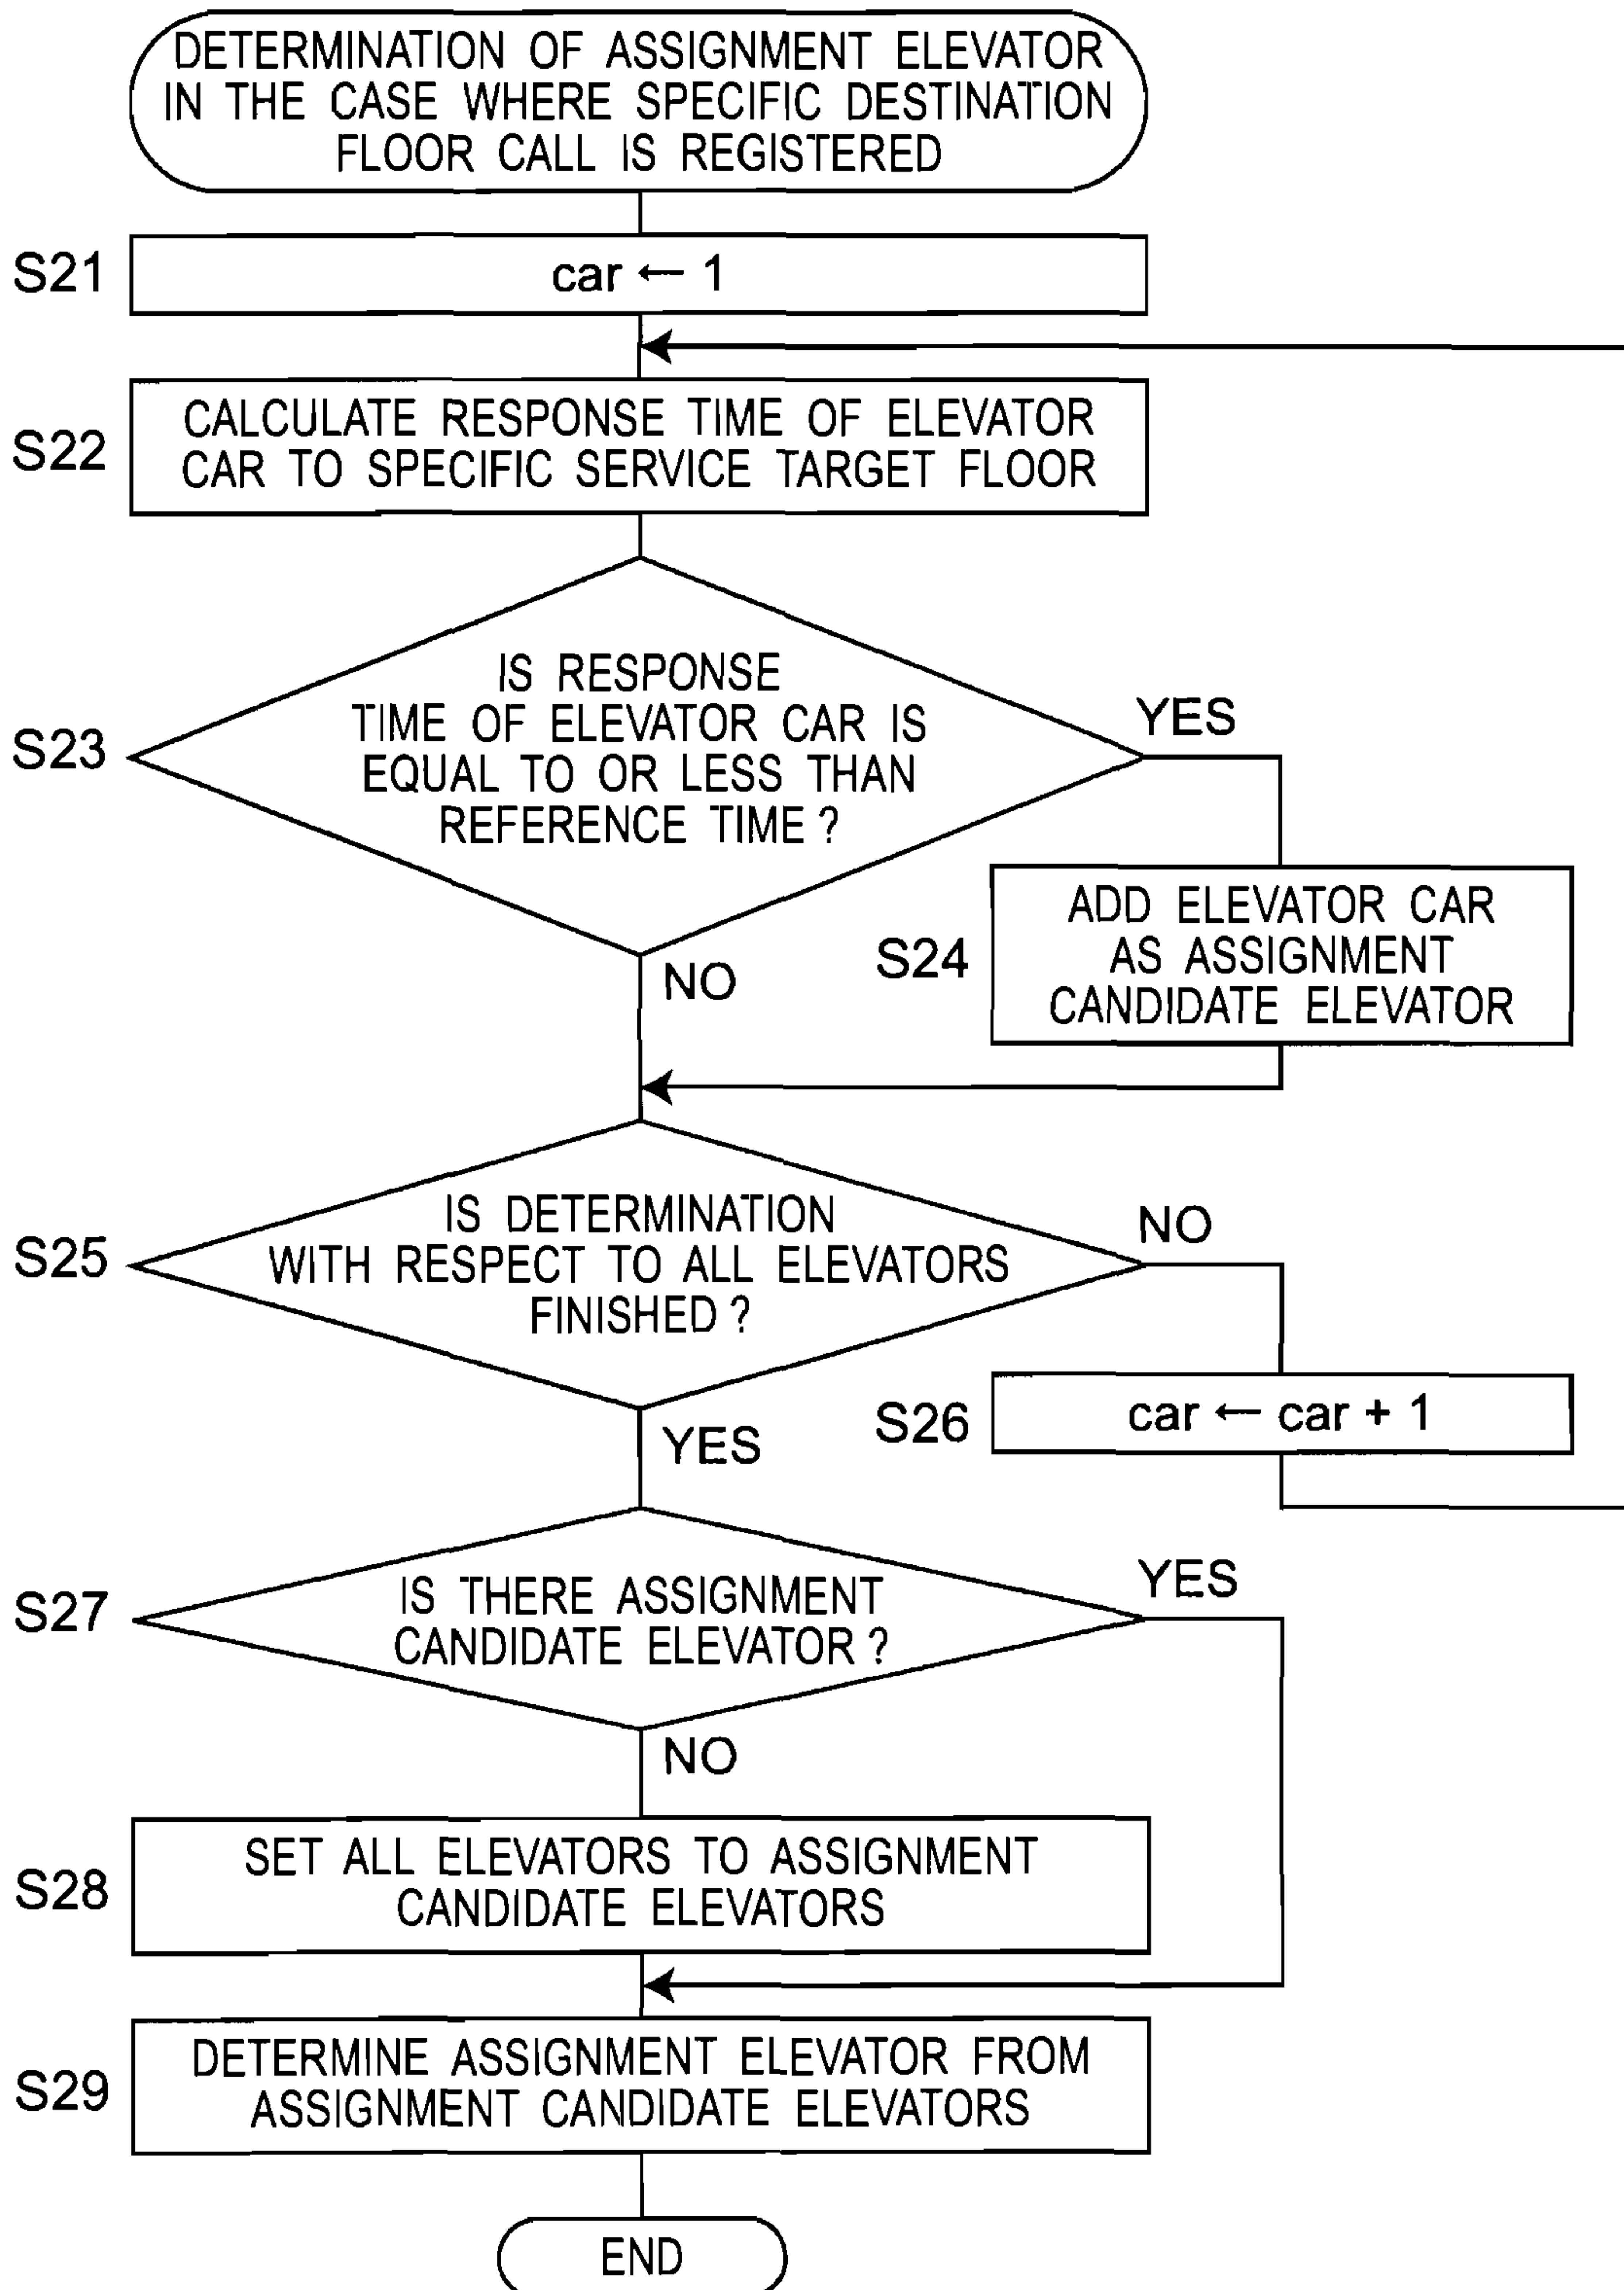 DETERMINATION OF ASSIGNMENT ELEVATOR
IN THE CASE WHERE SPECIFIC DESTINATION
FLOOR CALL IS REGISTERED
S21
car ← 1
S22
CALCULATE RESPONSE TIME OF ELEVATOR
CAR TO SPECIFIC SERVICE TARGET FLOOR
S23
IS RESPONSE
TIME OF ELEVATOR CAR IS
EQUAL TO OR LESS THAN
REFERENCE TIME ?
YES
NO
S24
ADD ELEVATOR CAR
AS ASSIGNMENT
CANDIDATE ELEVATOR
S25
IS DETERMINATION
WITH RESPECT TO ALL ELEVATORS
FINISHED ?
NO
YES
S26
car ← car + 1
S27
IS THERE ASSIGNMENT
CANDIDATE ELEVATOR ?
YES
NO
S28
SET ALL ELEVATORS TO ASSIGNMENT
CANDIDATE ELEVATORS
S29
DETERMINE ASSIGNMENT ELEVATOR FROM
ASSIGNMENT CANDIDATE ELEVATORS
END